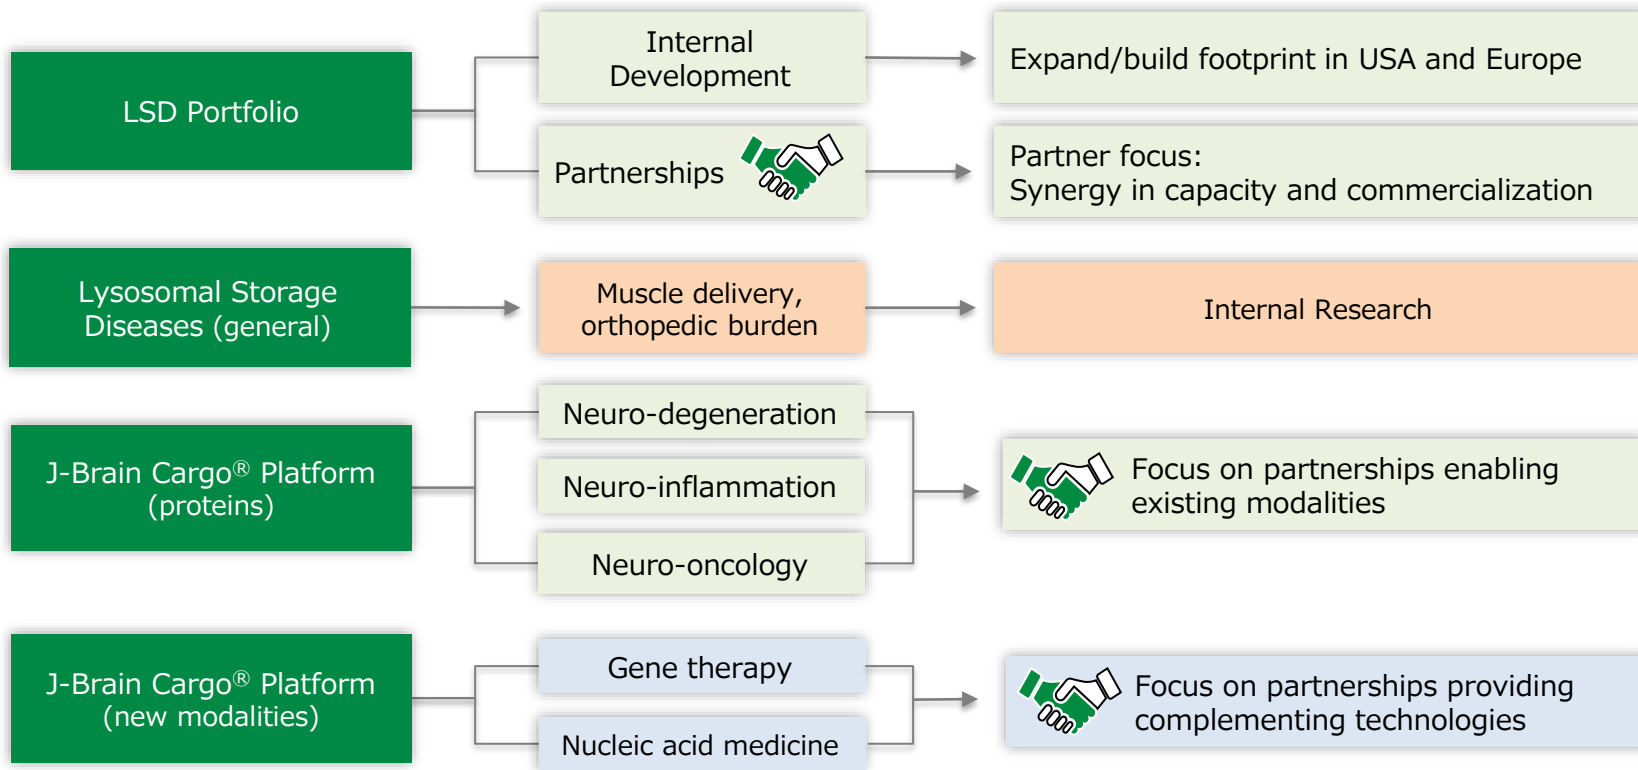 LSD Portfolio
Internal
Development
Expand/build footprint in USA and Europe
Partnerships
Partner focus:
Synergy in capacity and commercialization
Lysosomal Storage
Diseases (general)
Muscle delivery,
orthopedic burden
Internal Research
J-Brain Cargo® Platform
(proteins)
Neuro-degeneration
Neuro-inflammation
Neuro-oncology
Focus on partnerships enabling
existing modalities
J-Brain Cargo® Platform
(new modalities)
Gene therapy
Nucleic acid medicine
Focus on partnerships providing
complementing technologies